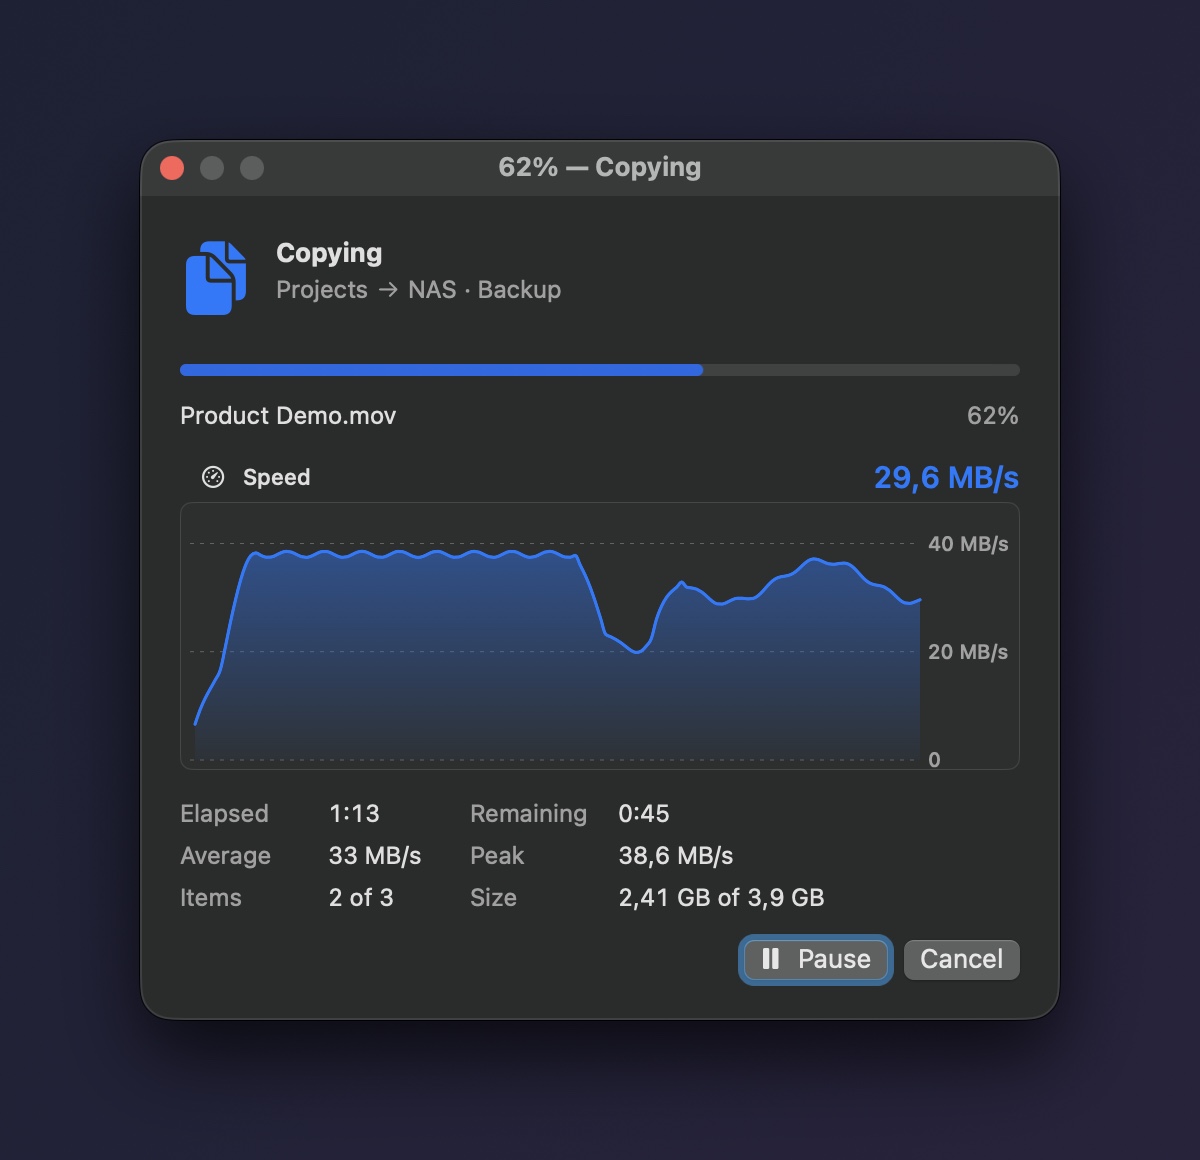 62% — Copying
Copying
Projects → NAS · Backup
Product Demo.mov 62%
Speed 29,6 MB/s
40 MB/s
20 MB/s
0
Elapsed 1:13 Remaining 0:45
Average 33 MB/s Peak 38,6 MB/s
Items 2 of 3 Size 2,41 GB of 3,9 GB
Pause Cancel